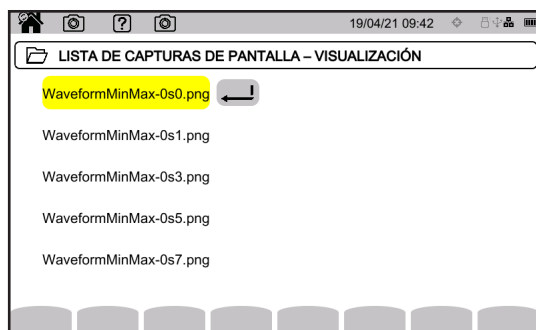 19/04/21 09:42
LISTA DE CAPTURAS DE PANTALLA – VISUALIZACIÓN
WaveformMinMax-0s0.png
WaveformMinMax-0s1.png
WaveformMinMax-0s3.png
WaveformMinMax-0s5.png
WaveformMinMax-0s7.png